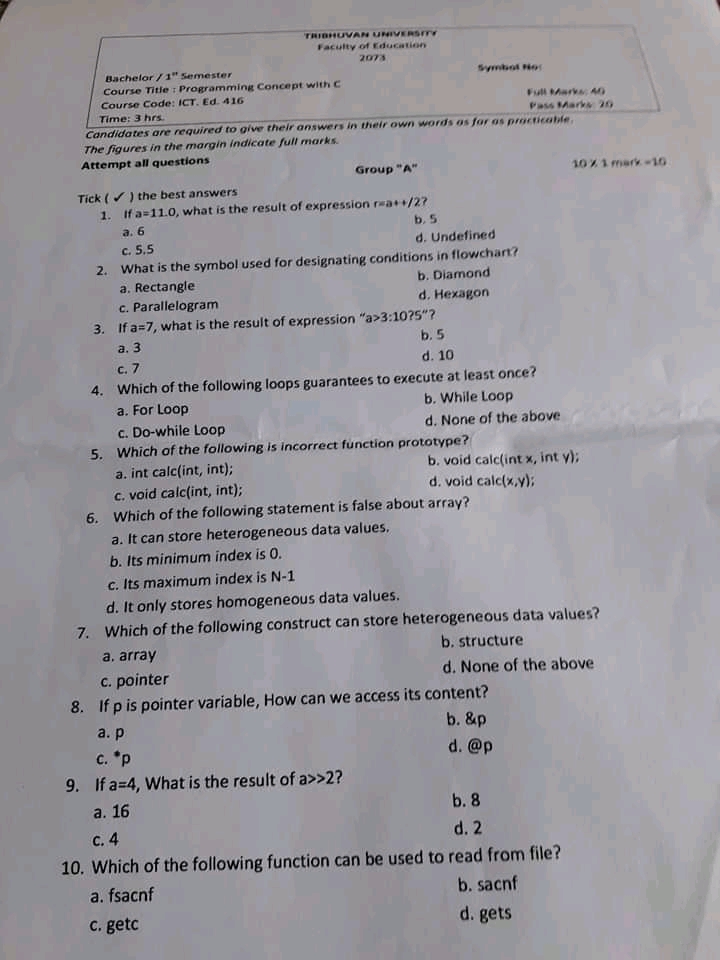 TRIBHUVAN UNIVERSITY
Faculty of Education
2073
Bachelor / 1st Semester
Symbol No:
Course Title : Programming Concept with C
Course Code: ICT. Ed. 416
Full Marks: 40
Time: 3 hrs.
Pass Marks: 20
Candidates are required to give their answers in their own words as far as practicable.
The figures in the margin indicate full marks.
Attempt all questions
Group "A"
10 X 1 mark =10
Tick ( ✓ ) the best answers
1. If a=11.0, what is the result of expression r=a++/2?
a. 6
b. 5
c. 5.5
d. Undefined
2. What is the symbol used for designating conditions in flowchart?
a. Rectangle
b. Diamond
c. Parallelogram
d. Hexagon
3. If a=7, what is the result of expression "a>3:10?5"?
a. 3
b. 5
c. 7
d. 10
4. Which of the following loops guarantees to execute at least once?
a. For Loop
b. While Loop
c. Do-while Loop
d. None of the above
5. Which of the following is incorrect function prototype?
a. int calc(int, int);
b. void calc(int x, int y);
c. void calc(int, int);
d. void calc(x,y);
6. Which of the following statement is false about array?
a. It can store heterogeneous data values.
b. Its minimum index is 0.
c. Its maximum index is N-1
d. It only stores homogeneous data values.
7. Which of the following construct can store heterogeneous data values?
a. array
b. structure
c. pointer
d. None of the above
8. If p is pointer variable, How can we access its content?
a. p
b. &p
c. *p
d. @p
9. If a=4, What is the result of a>>2?
a. 16
b. 8
c. 4
d. 2
10. Which of the following function can be used to read from file?
a. fsacnf
b. sacnf
c. getc
d. gets